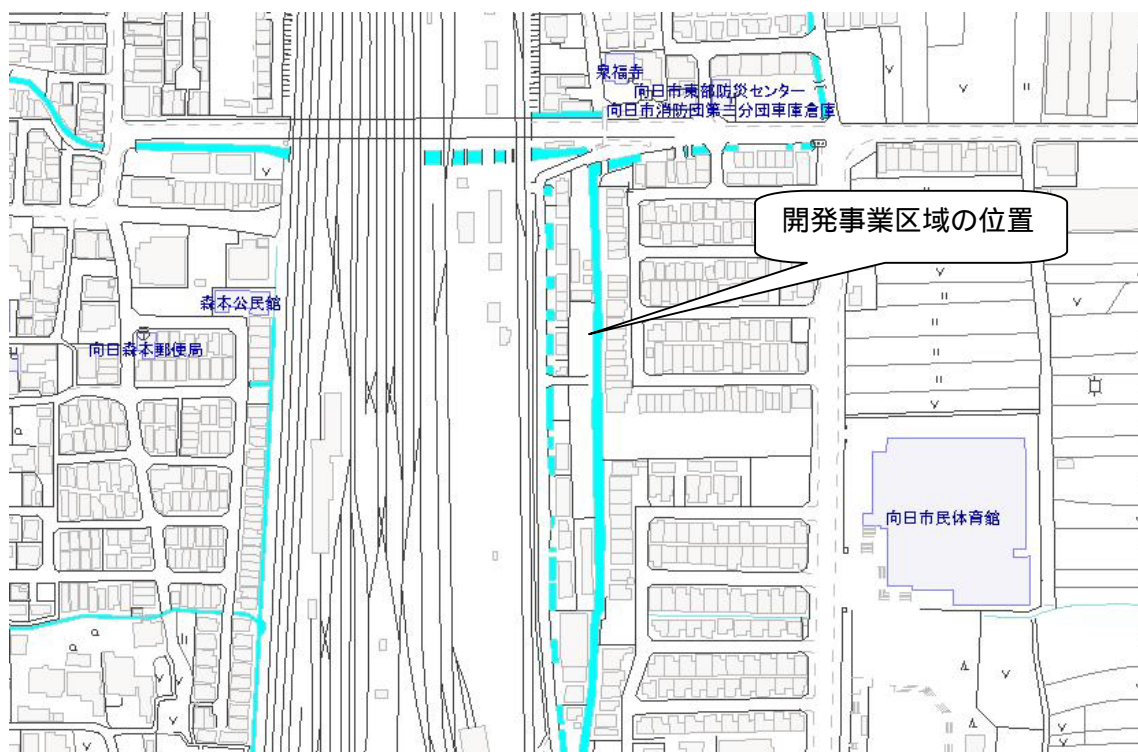 泉福寺
向日市東部防災センター
向日市消防団第三分団車庫倉庫
開発事業区域の位置
森本公民館
向日森本郵便局
向日市民体育館